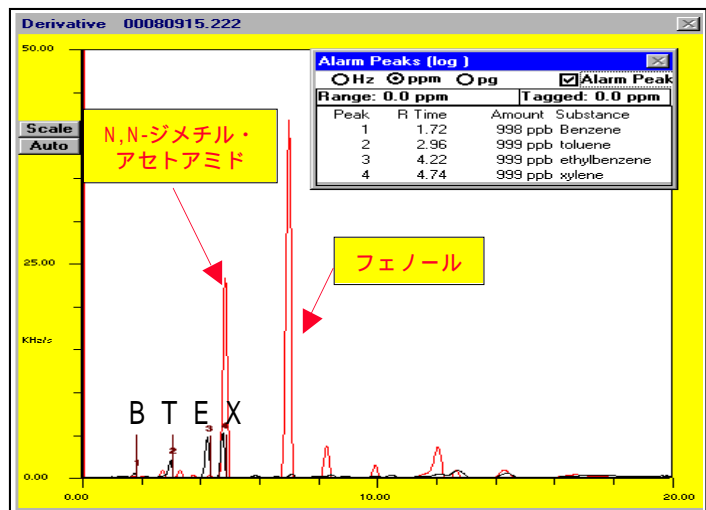 Derivative 00080915.222
50.00
Alarm Peaks (log )
Hz ppm pg Alarm Peak
Range: 0.0 ppm Tagged: 0.0 ppm
Peak R Time Amount Substance
1 1.72 998 ppb Benzene
2 2.96 999 ppb toluene
3 4.22 999 ppb ethylbenzene
4 4.74 999 ppb xylene
Scale
Auto
N,N-ジメチル・
アセトアミド
フェノール
25.00
KHz/s
B T E X
1 2 3
0.00
0.00 10.00 20.00